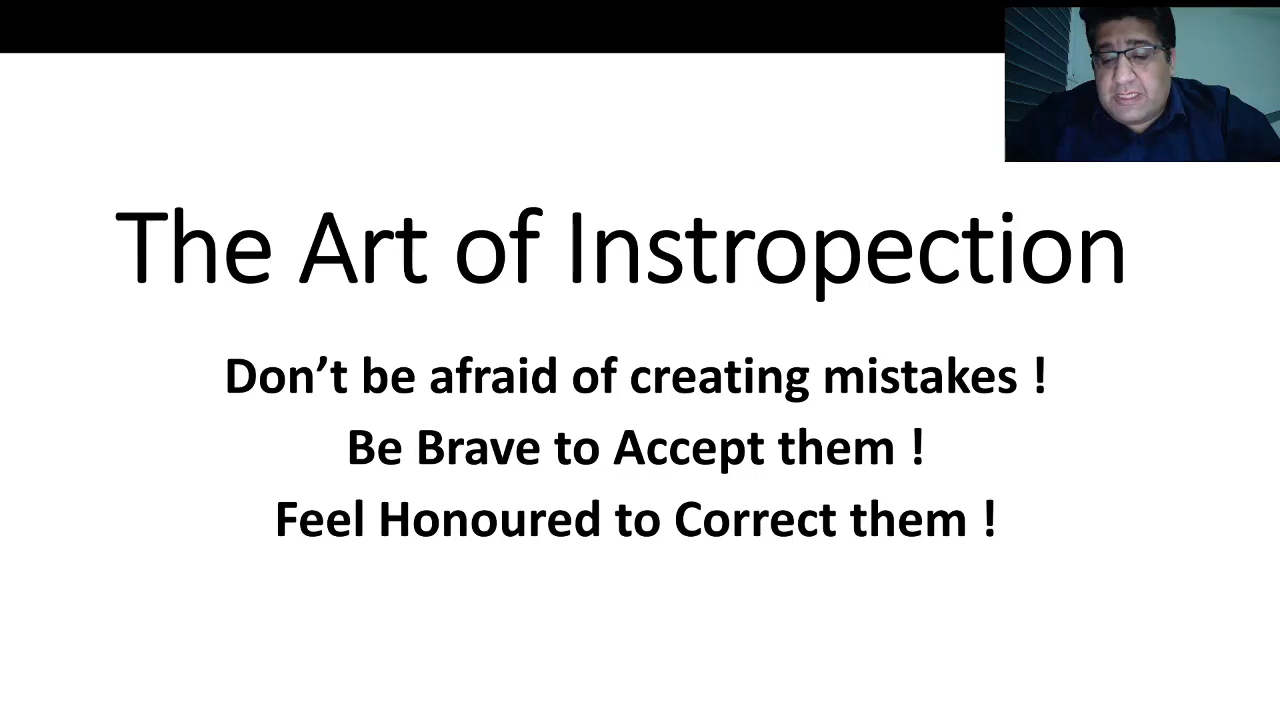 The Art of Instropection
Don’t be afraid of creating mistakes !
Be Brave to Accept them !
Feel Honoured to Correct them !